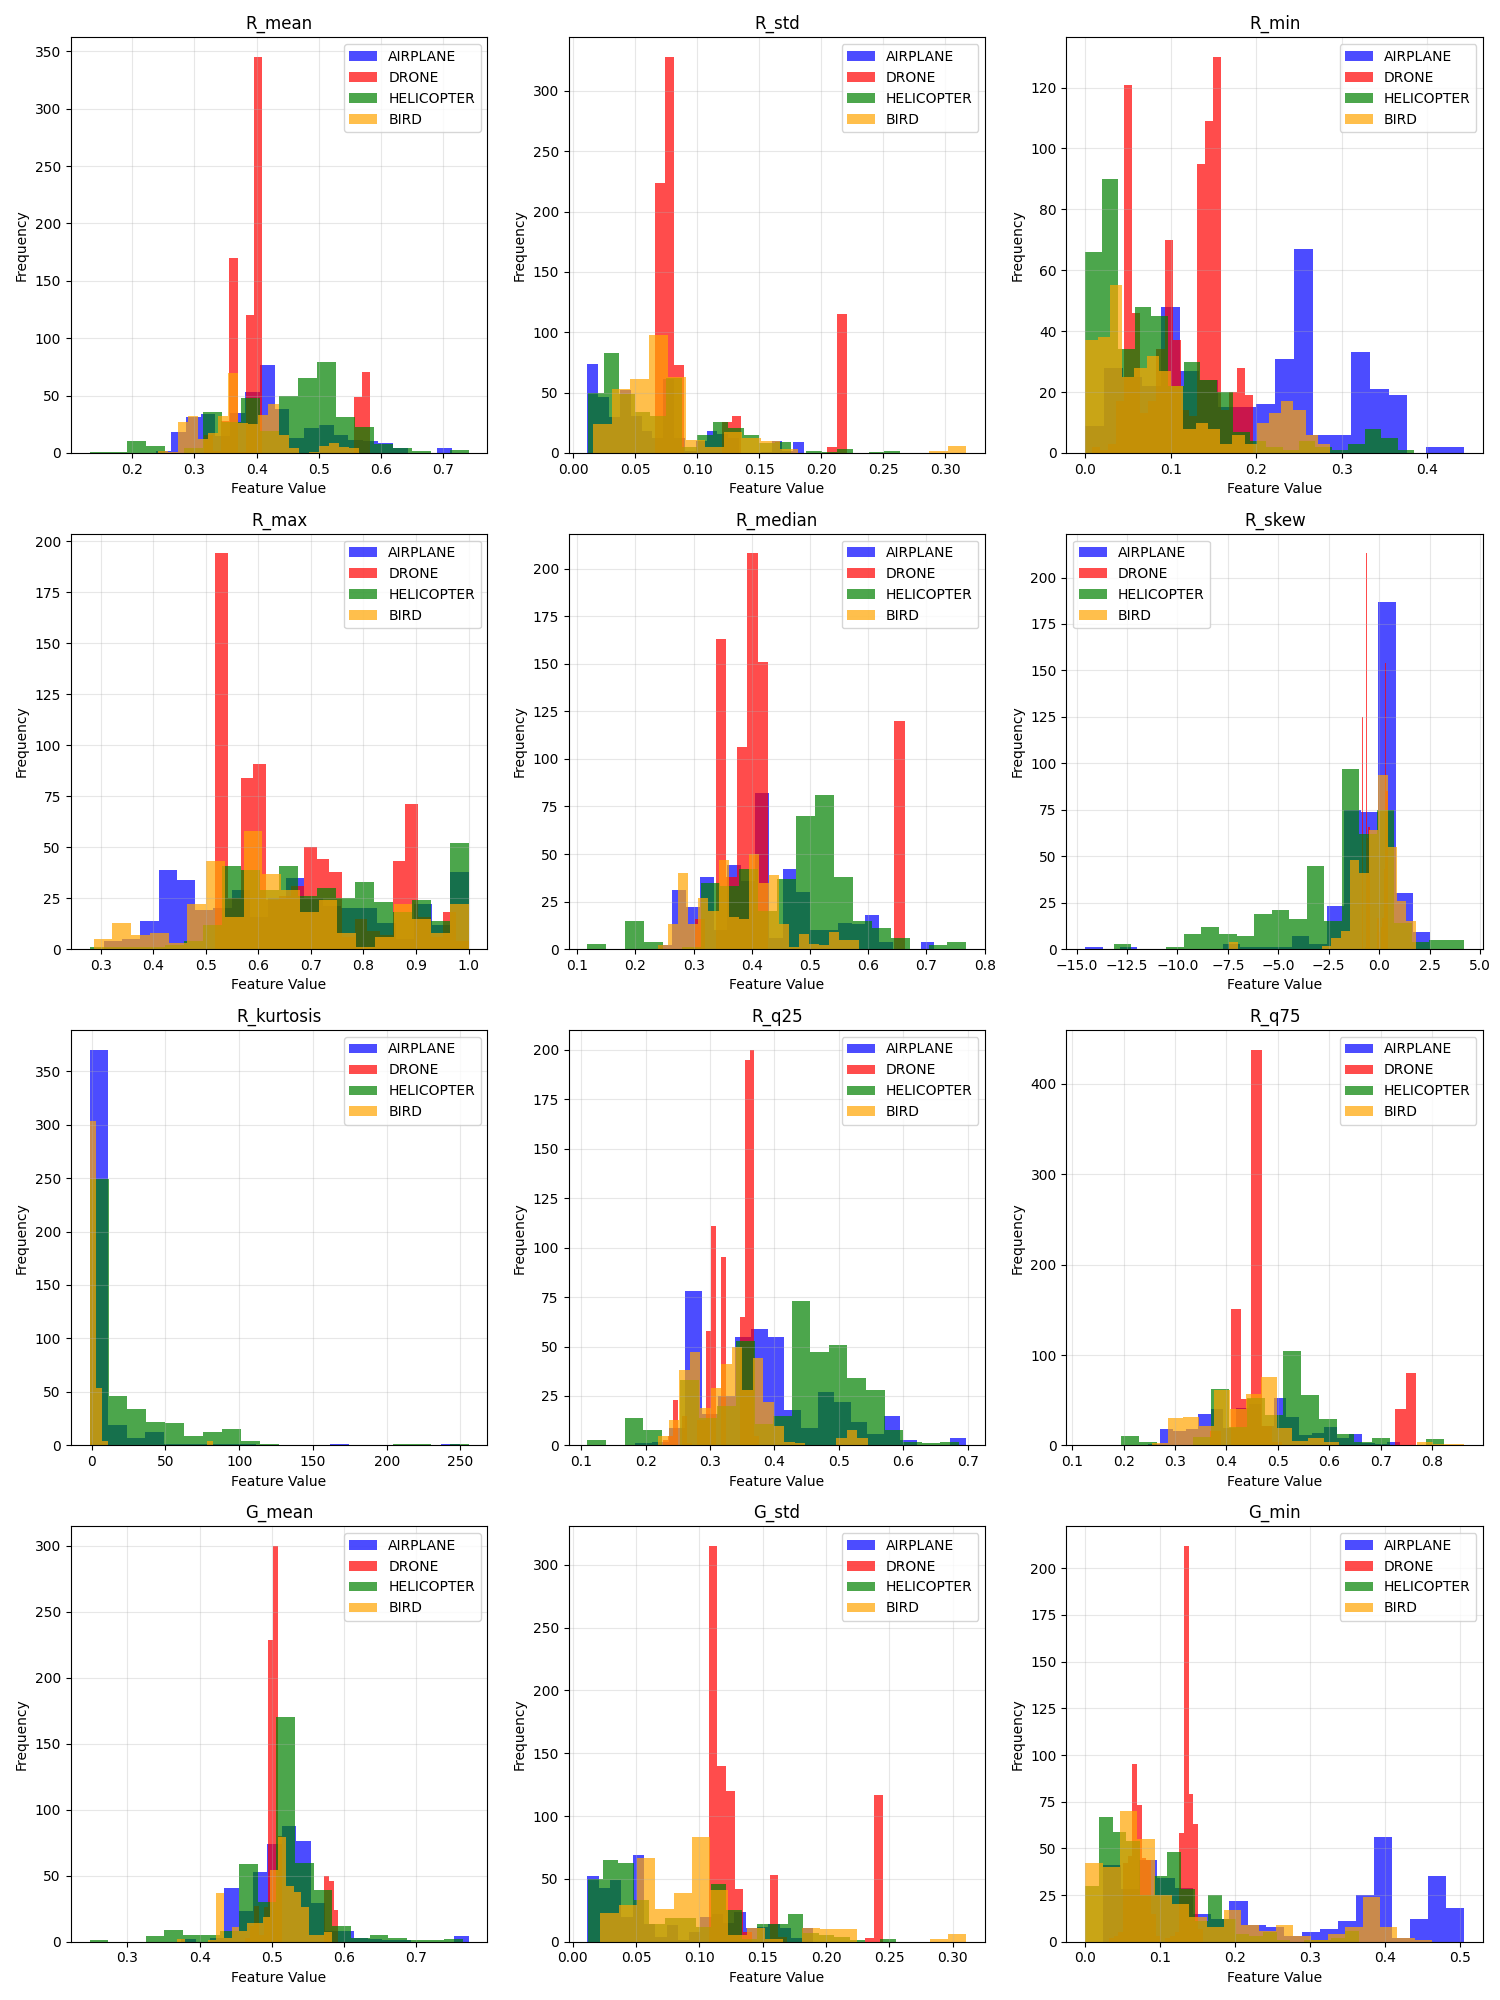 R_mean
350
300
250
200
150
100
50
0
Frequency
0.2 0.3 0.4 0.5 0.6 0.7
Feature Value
AIRPLANE
DRONE
HELICOPTER
BIRD
R_std
300
250
200
150
100
50
0
Frequency
0.00 0.05 0.10 0.15 0.20 0.25 0.30
Feature Value
AIRPLANE
DRONE
HELICOPTER
BIRD
R_min
120
100
80
60
40
20
0
Frequency
0.0 0.1 0.2 0.3 0.4
Feature Value
AIRPLANE
DRONE
HELICOPTER
BIRD
R_max
200
175
150
125
100
75
50
25
0
Frequency
0.3 0.4 0.5 0.6 0.7 0.8 0.9 1.0
Feature Value
AIRPLANE
DRONE
HELICOPTER
BIRD
R_median
200
175
150
125
100
75
50
25
0
Frequency
0.1 0.2 0.3 0.4 0.5 0.6 0.7 0.8
Feature Value
AIRPLANE
DRONE
HELICOPTER
BIRD
R_skew
200
175
150
125
100
75
50
25
0
Frequency
−15.0 −12.5 −10.0 −7.5 −5.0 −2.5 0.0 2.5 5.0
Feature Value
AIRPLANE
DRONE
HELICOPTER
BIRD
R_kurtosis
350
300
250
200
150
100
50
0
Frequency
0 50 100 150 200 250
Feature Value
AIRPLANE
DRONE
HELICOPTER
BIRD
R_q25
200
175
150
125
100
75
50
25
0
Frequency
0.1 0.2 0.3 0.4 0.5 0.6 0.7
Feature Value
AIRPLANE
DRONE
HELICOPTER
BIRD
R_q75
400
300
200
100
0
Frequency
0.1 0.2 0.3 0.4 0.5 0.6 0.7 0.8
Feature Value
AIRPLANE
DRONE
HELICOPTER
BIRD
G_mean
300
250
200
150
100
50
0
Frequency
0.3 0.4 0.5 0.6 0.7
Feature Value
AIRPLANE
DRONE
HELICOPTER
BIRD
G_std
300
250
200
150
100
50
0
Frequency
0.00 0.05 0.10 0.15 0.20 0.25 0.30
Feature Value
AIRPLANE
DRONE
HELICOPTER
BIRD
G_min
200
175
150
125
100
75
50
25
0
Frequency
0.0 0.1 0.2 0.3 0.4 0.5
Feature Value
AIRPLANE
DRONE
HELICOPTER
BIRD